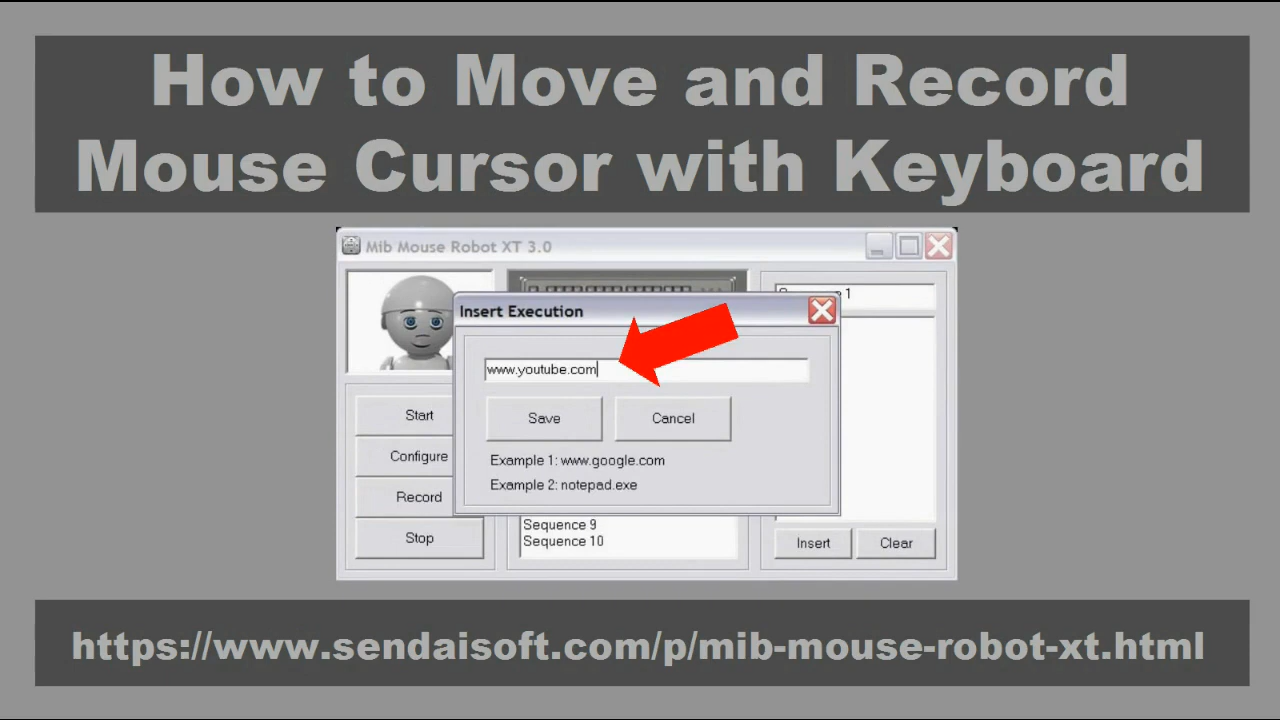 How to Move and Record
Mouse Cursor with Keyboard
Mib Mouse Robot XT 3.0
Insert Execution
www.youtube.com
Save
Cancel
Example 1: www.google.com
Example 2: notepad.exe
Start
Configure
Record
Stop
Sequence 9
Sequence 10
1
Insert
Clear
https://www.sendaisoft.com/p/mib-mouse-robot-xt.html